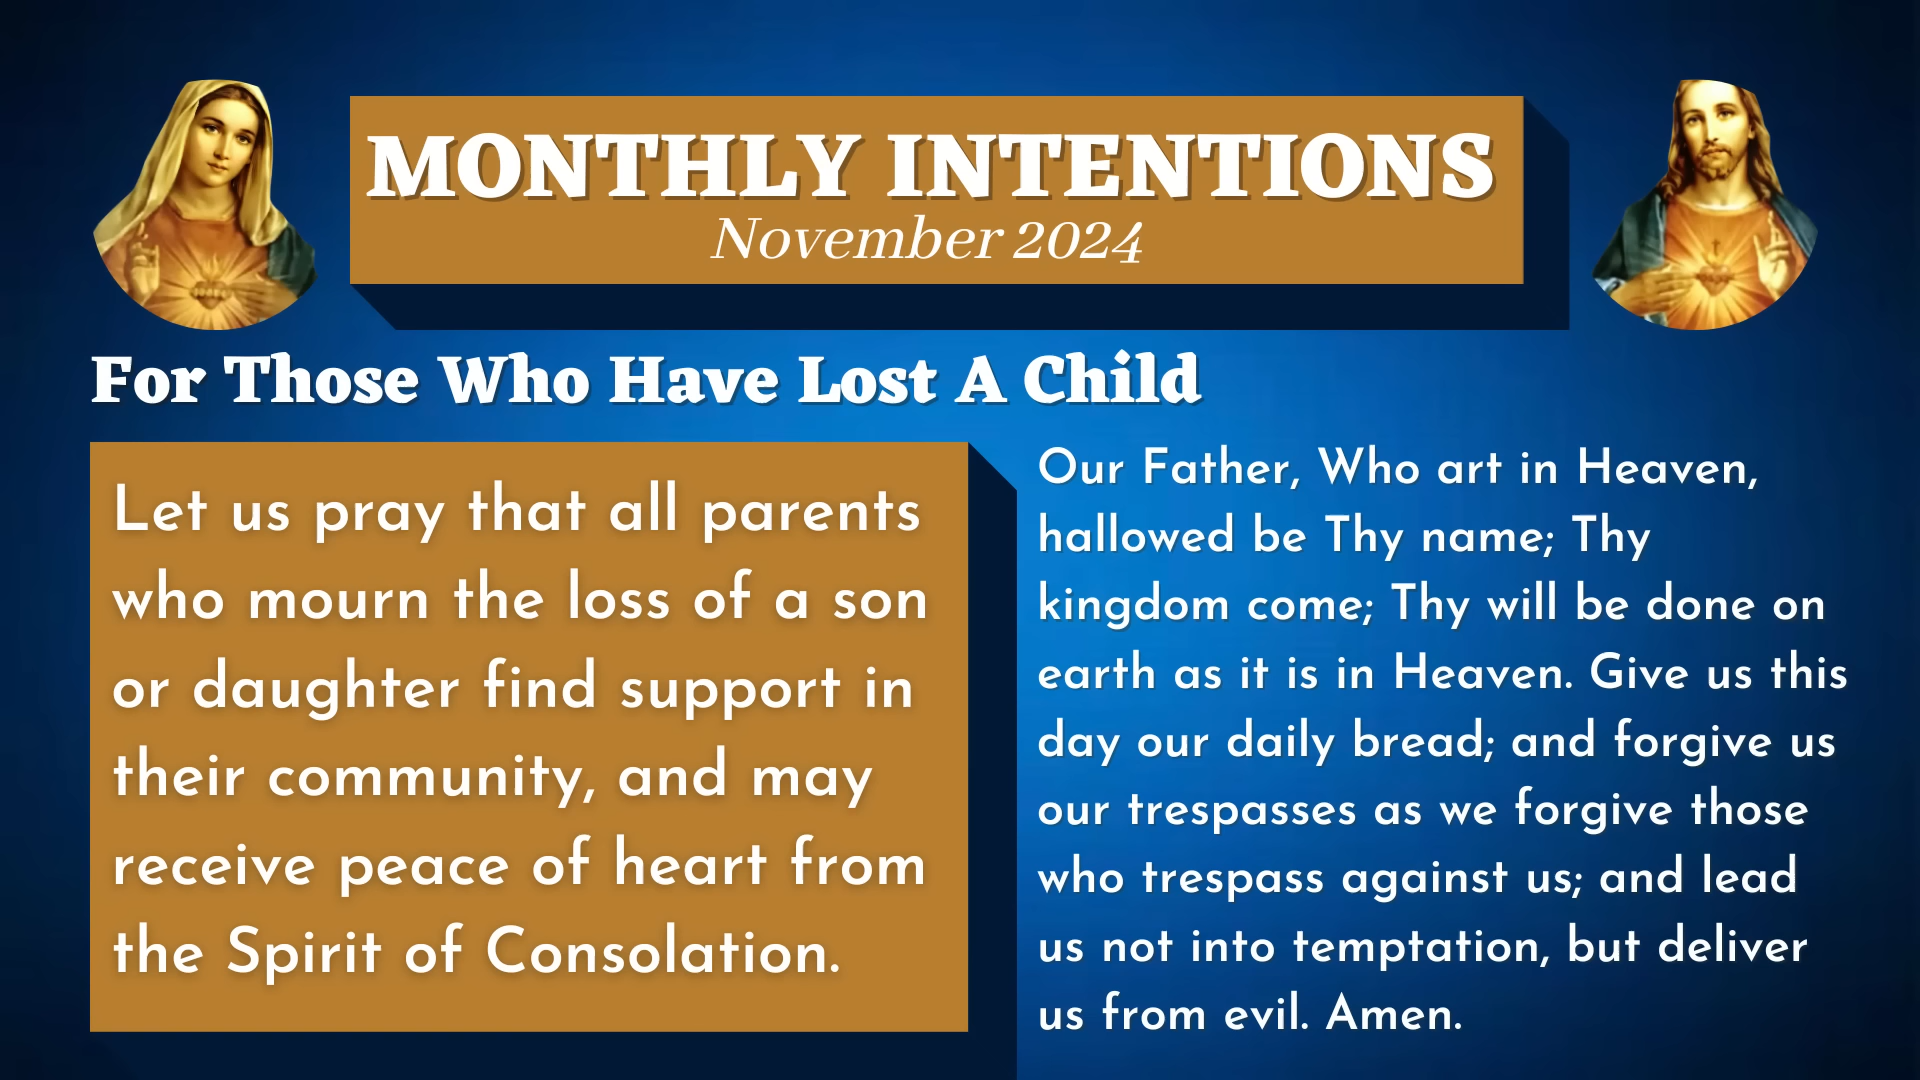 MONTHLY INTENTIONS
November 2024
For Those Who Have Lost A Child
Let us pray that all parents
who mourn the loss of a son
or daughter find support in
their community, and may
receive peace of heart from
the Spirit of Consolation.
Our Father, Who art in Heaven,
hallowed be Thy name; Thy
kingdom come; Thy will be done on
earth as it is in Heaven. Give us this
day our daily bread; and forgive us
our trespasses as we forgive those
who trespass against us; and lead
us not into temptation, but deliver
us from evil. Amen.